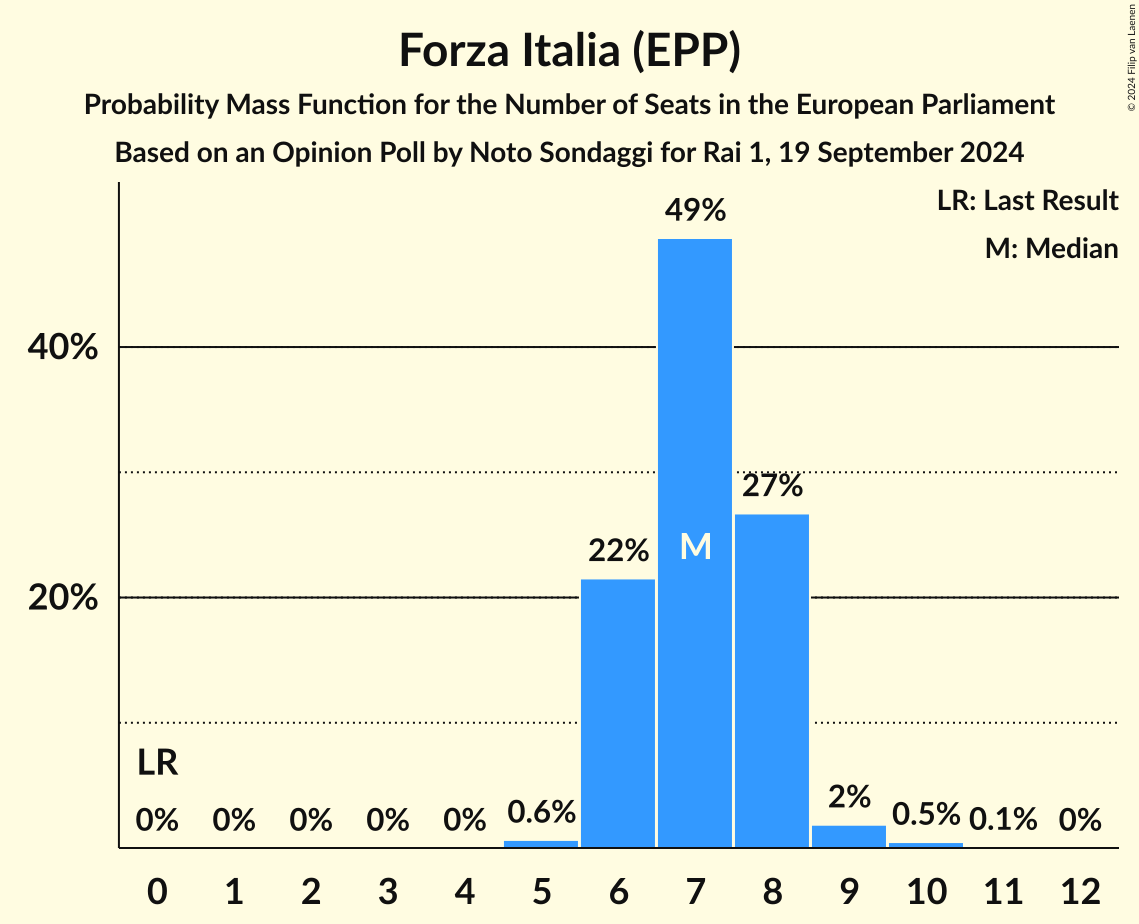 Forza Italia (EPP)
Probability Mass Function for the Number of Seats in the European Parliament
Based on an Opinion Poll by Noto Sondaggi for Rai 1, 19 September 2024
© 2024 Filip van Laenen
LR: Last Result
M: Median
49%
40%
27%
22%
M
20%
LR
0% 0% 0% 0% 0% 0.6% 2% 0.5% 0.1% 0%
0 1 2 3 4 5 6 7 8 9 10 11 12